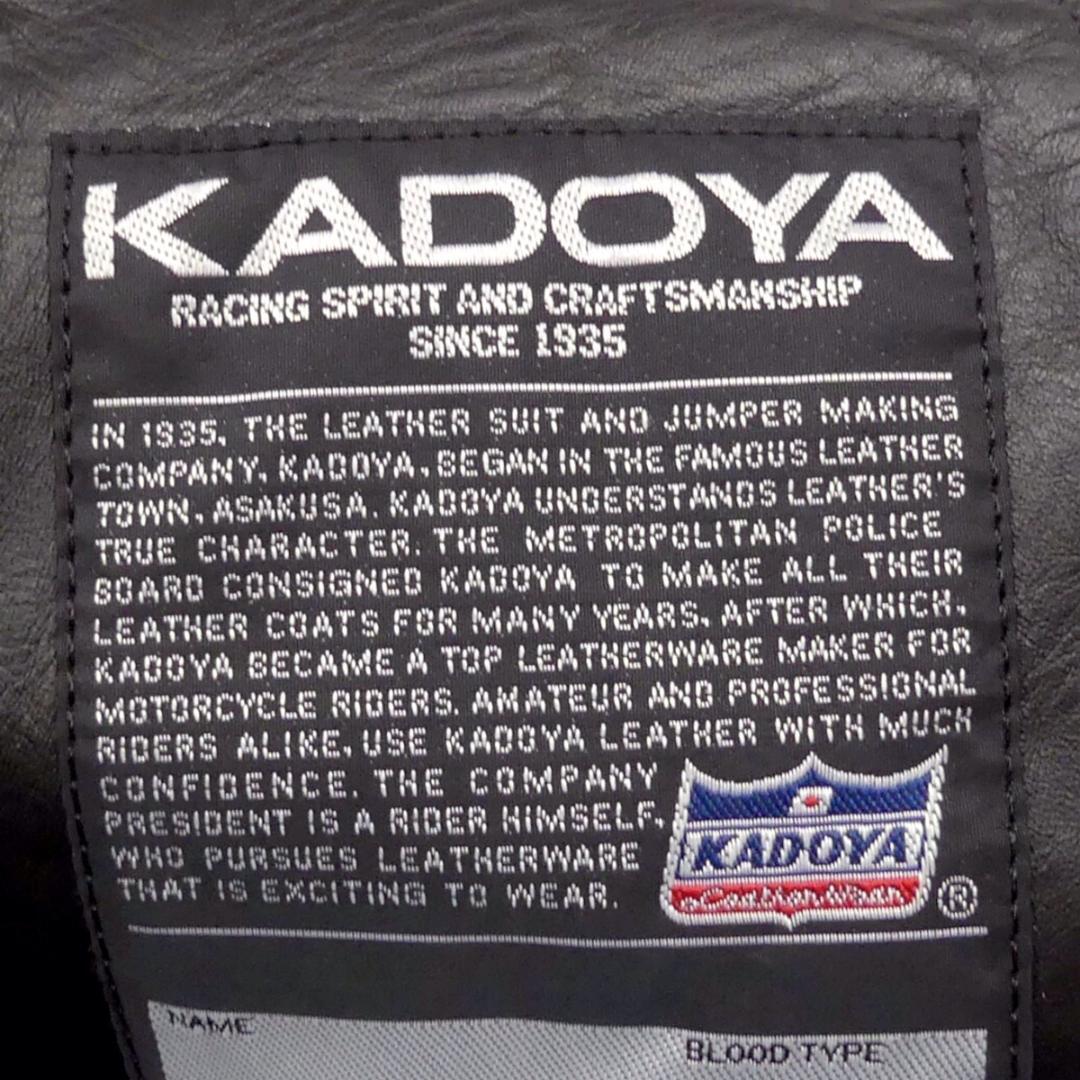 KADOYA
RACING SPIRIT AND CRAFTSMANSHIP
SINCE 1935
IN 1935, THE LEATHER SUIT AND JUMPER MAKING
COMPANY, KADOYA, BEGAN IN THE FAMOUS LEATHER
TOWN, ASAKUSA. KADOYA UNDERSTANDS LEATHER'S
TRUE CHARACTER. THE METROPOLITAN POLICE
BOARD CONSIGNED KADOYA TO MAKE ALL THEIR
LEATHER COATS FOR MANY YEARS, AFTER WHICH,
KADOYA BECAME A TOP LEATHERWARE MAKER FOR
MOTORCYCLE RIDERS. AMATEUR AND PROFESSIONAL
RIDERS ALIKE, USE KADOYA LEATHER WITH MUCH
CONFIDENCE. THE COMPANY
PRESIDENT IS A RIDER HIMSELF,
WHO PURSUES LEATHERWARE
THAT IS EXCITING TO WEAR.
KADOYA
®
NAME
BLOOD TYPE